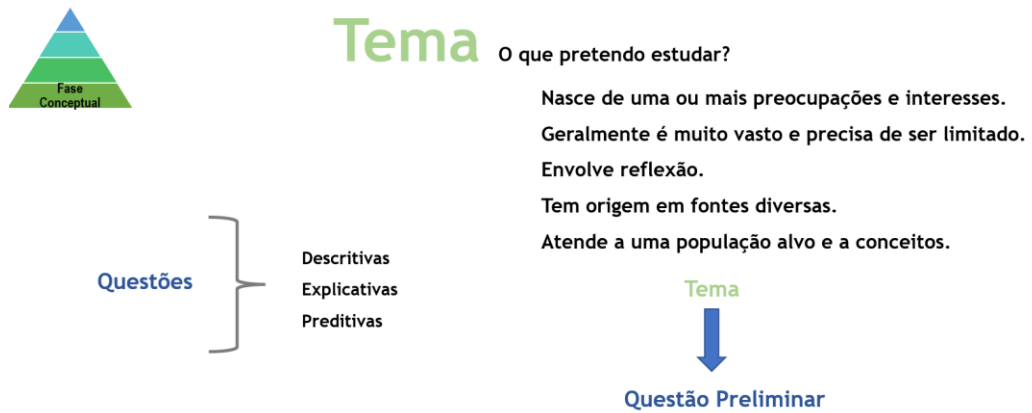 Fase
Conceptual
Tema O que pretendo estudar?
Nasce de uma ou mais preocupações e interesses.
Geralmente é muito vasto e precisa de ser limitado.
Envolve reflexão.
Tem origem em fontes diversas.
Atende a uma população alvo e a conceitos.
Questões
Descritivas
Explicativas
Preditivas
Tema
Questão Preliminar